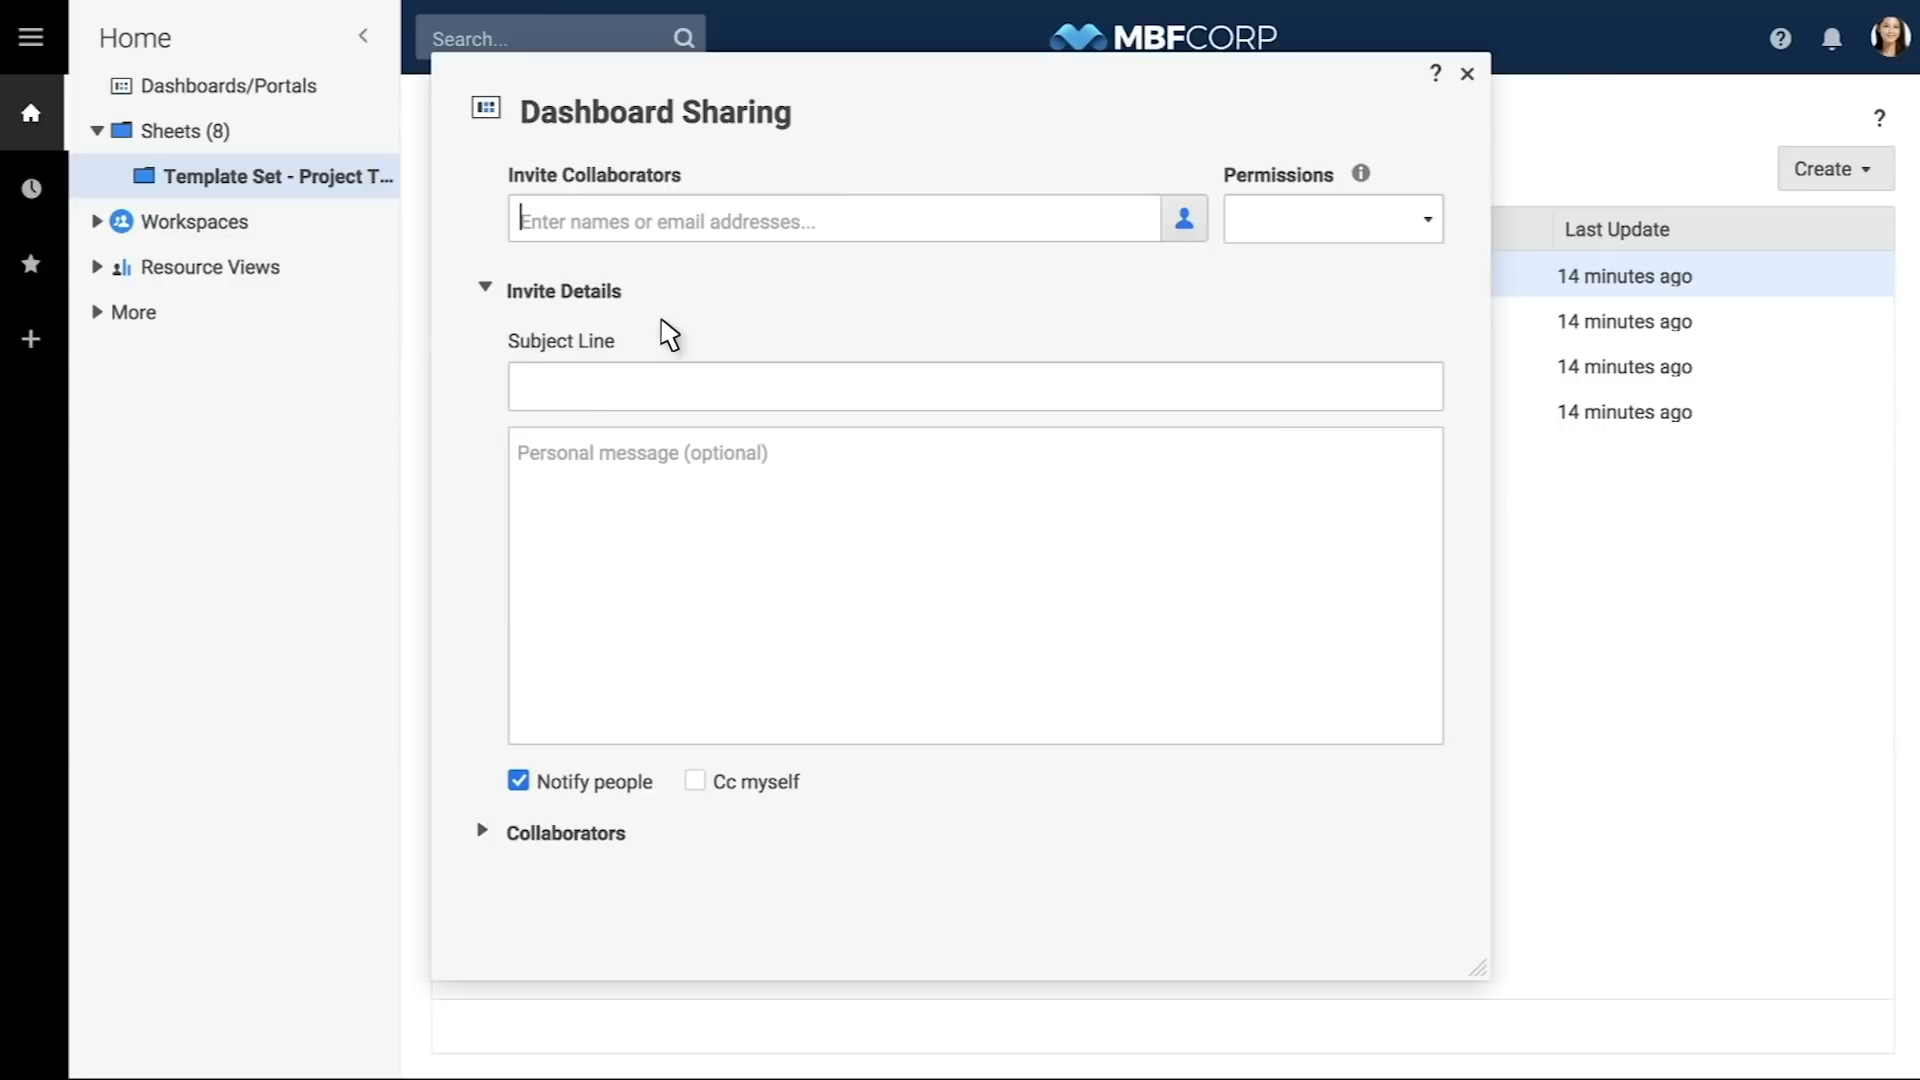 Home
Dashboards/Portals
Sheets (8)
Template Set - Project T...
Workspaces
Resource Views
More
Search...
MBFCORP
?
?
Dashboard Sharing
Invite Collaborators
Permissions
Enter names or email addresses...
Invite Details
Subject Line
Personal message (optional)
Notify people
Cc myself
Collaborators
?
Create
Last Update
14 minutes ago
14 minutes ago
14 minutes ago
14 minutes ago